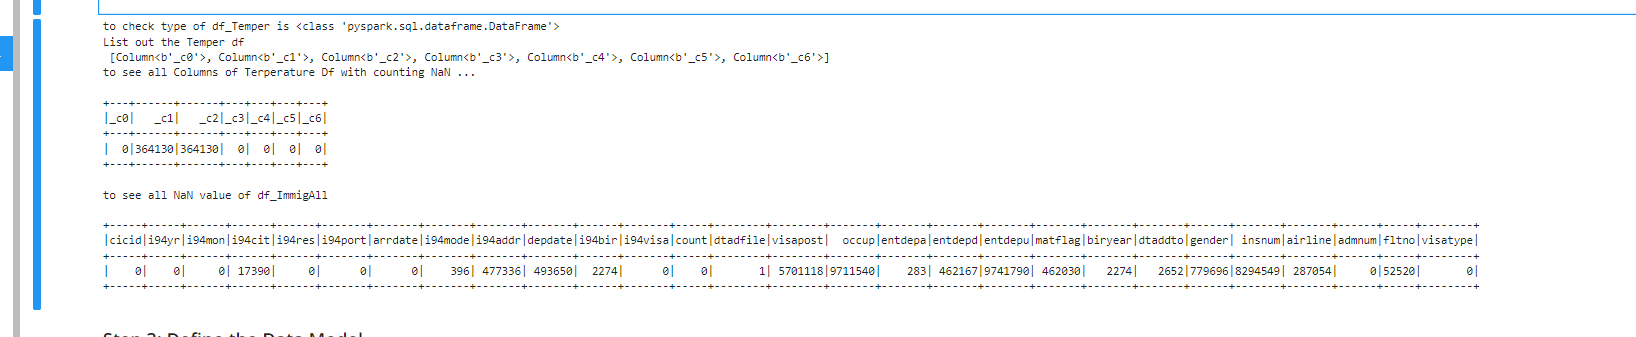 to check type of df_Temper is <class 'pyspark.sql.dataframe.DataFrame'>
List out the Temper df
[Column<b'_c0'>, Column<b'_c1'>, Column<b'_c2'>, Column<b'_c3'>, Column<b'_c4'>, Column<b'_c5'>, Column<b'_c6'>]
to see all Columns of Terperature Df with counting NaN ...
+---+------+------+---+---+---+---+
|_c0|   _c1|   _c2|_c3|_c4|_c5|_c6|
+---+------+------+---+---+---+---+
|  0|364130|364130|  0|  0|  0|  0|
+---+------+------+---+---+---+---+
to see all NaN value of df_ImmigAll
+-----+-----+------+------+------+-------+-------+-------+-------+-------+------+-------+-----+--------+--------+-------+-------+-------+-------+-------+-------+-------+------+-------+-------+------+-----+--------+
|cicid|i94yr|i94mon|i94cit|i94res|i94port|arrdate|i94mode|i94addr|depdate|i94bir|i94visa|count|dtadfile|visapost|  occup|entdepa|entdepd|entdepu|matflag|biryear|dtaddto|gender| insnum|airline|admnum|fltno|visatype|
+-----+-----+------+------+------+-------+-------+-------+-------+-------+------+-------+-----+--------+--------+-------+-------+-------+-------+-------+-------+-------+------+-------+-------+------+-----+--------+
|    0|    0|     0| 17390|     0|      0|      0|    396| 477336| 493650|  2274|      0|    0|       1| 5701118|9711540|    283| 462167|9741790| 462030|   2274|   2652|779696|8294549| 287054|     0|52520|       0|
+-----+-----+------+------+------+-------+-------+-------+-------+-------+------+-------+-----+--------+--------+-------+-------+-------+-------+-------+-------+-------+------+-------+-------+------+-----+--------+